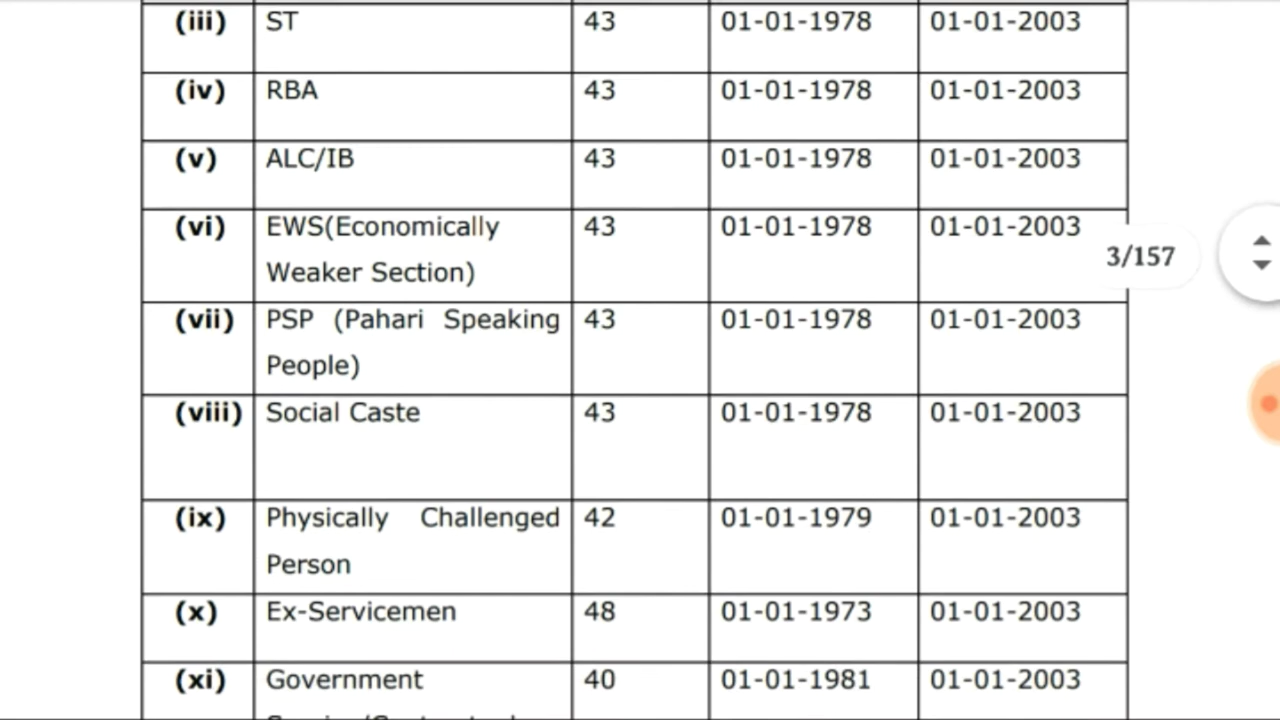 (iii) ST 43 01-01-1978 01-01-2003
(iv) RBA 43 01-01-1978 01-01-2003
(v) ALC/IB 43 01-01-1978 01-01-2003
(vi) EWS(Economically 43 01-01-1978 01-01-2003
Weaker Section)
3/157
(vii) PSP (Pahari Speaking 43 01-01-1978 01-01-2003
People)
(viii) Social Caste 43 01-01-1978 01-01-2003
(ix) Physically Challenged 42 01-01-1979 01-01-2003
Person
(x) Ex-Servicemen 48 01-01-1973 01-01-2003
(xi) Government 40 01-01-1981 01-01-2003